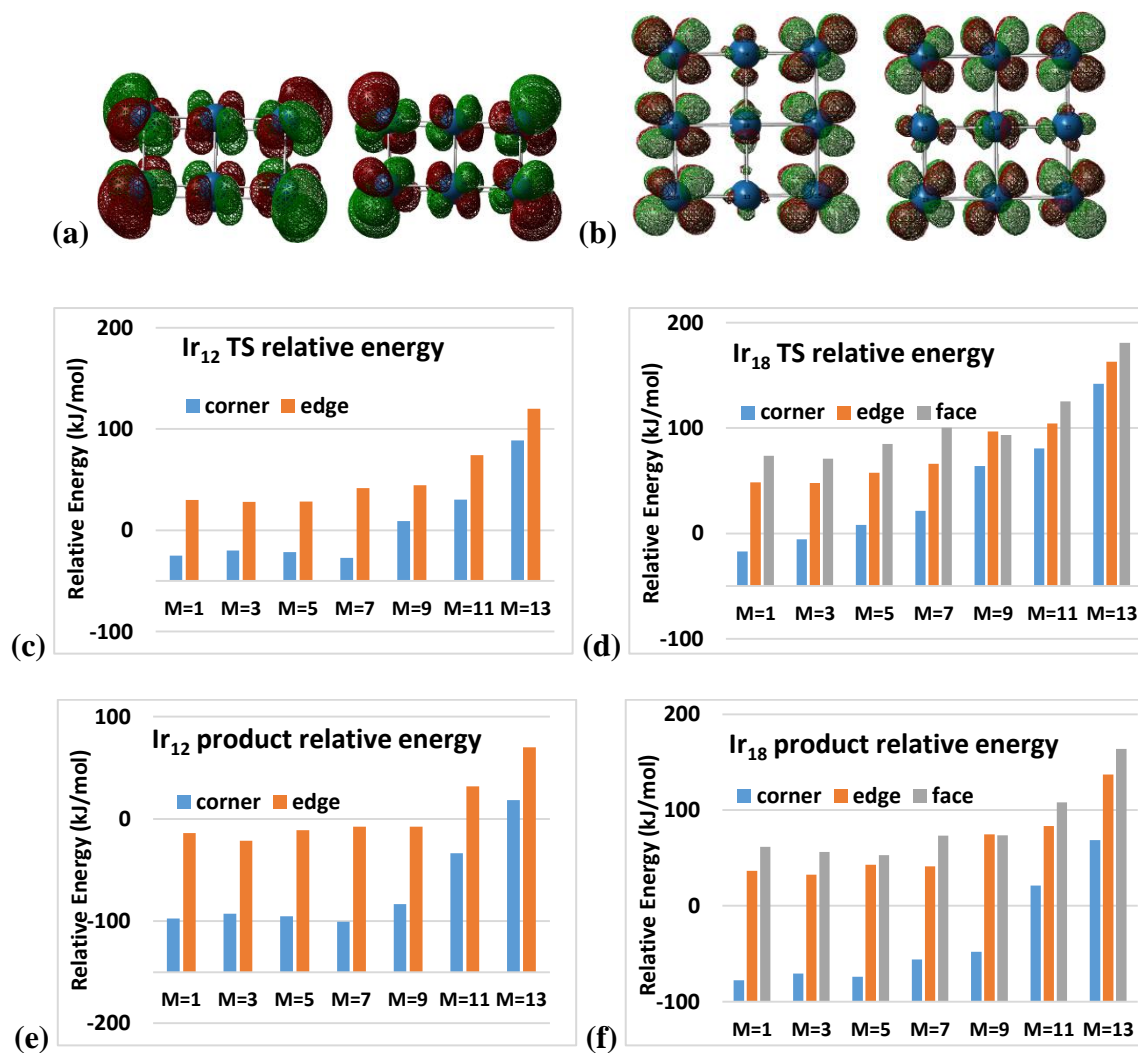 (a)
(b)
200
100
0
-100
Relative Energy (kJ/mol)
Ir₁₂ TS relative energy
corner edge
M=1 M=3 M=5 M=7 M=9 M=11 M=13
(c)
200
100
0
-100
Relative Energy (kJ/mol)
Ir₁₈ TS relative energy
corner edge face
M=1 M=3 M=5 M=7 M=9 M=11 M=13
(d)
100
0
-100
-200
Relative Energy (kJ/mol)
Ir₁₂ product relative energy
corner edge
M=1 M=3 M=5 M=7 M=9 M=11 M=13
(e)
200
100
0
-100
Relative Energy (kJ/mol)
Ir₁₈ product relative energy
corner edge face
M=1 M=3 M=5 M=7 M=9 M=11 M=13
(f)